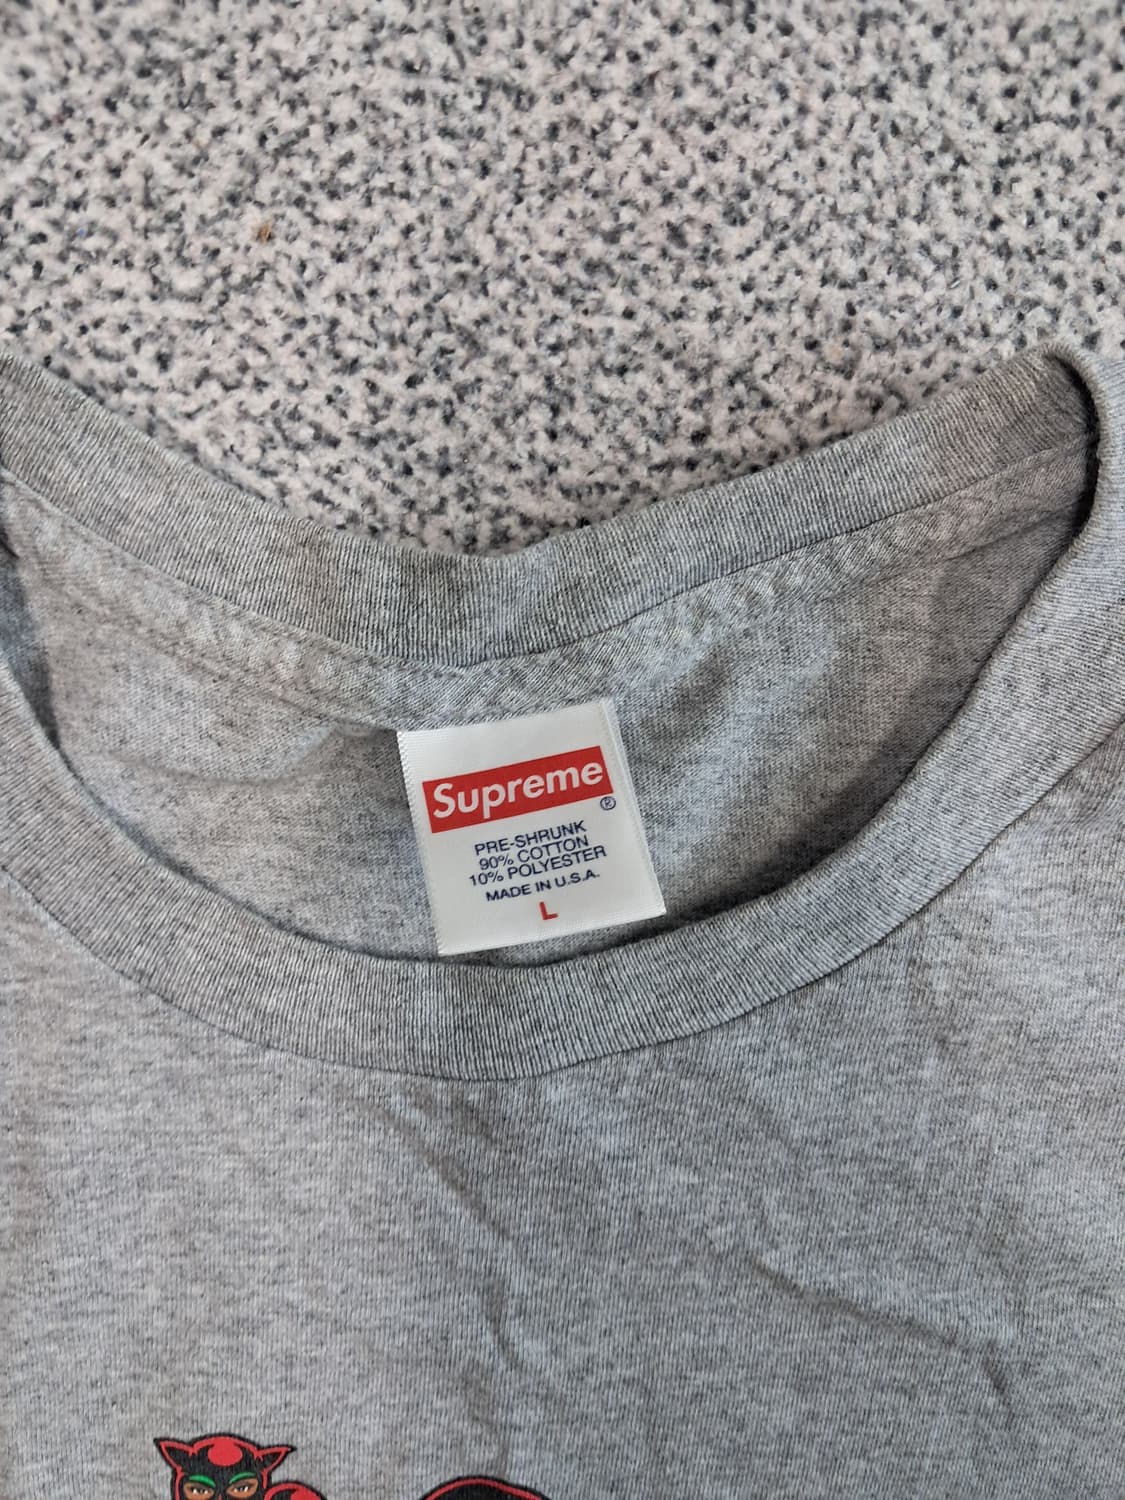 Supreme
®
PRE-SHRUNK
90% COTTON
10% POLYESTER
MADE IN U.S.A.
L